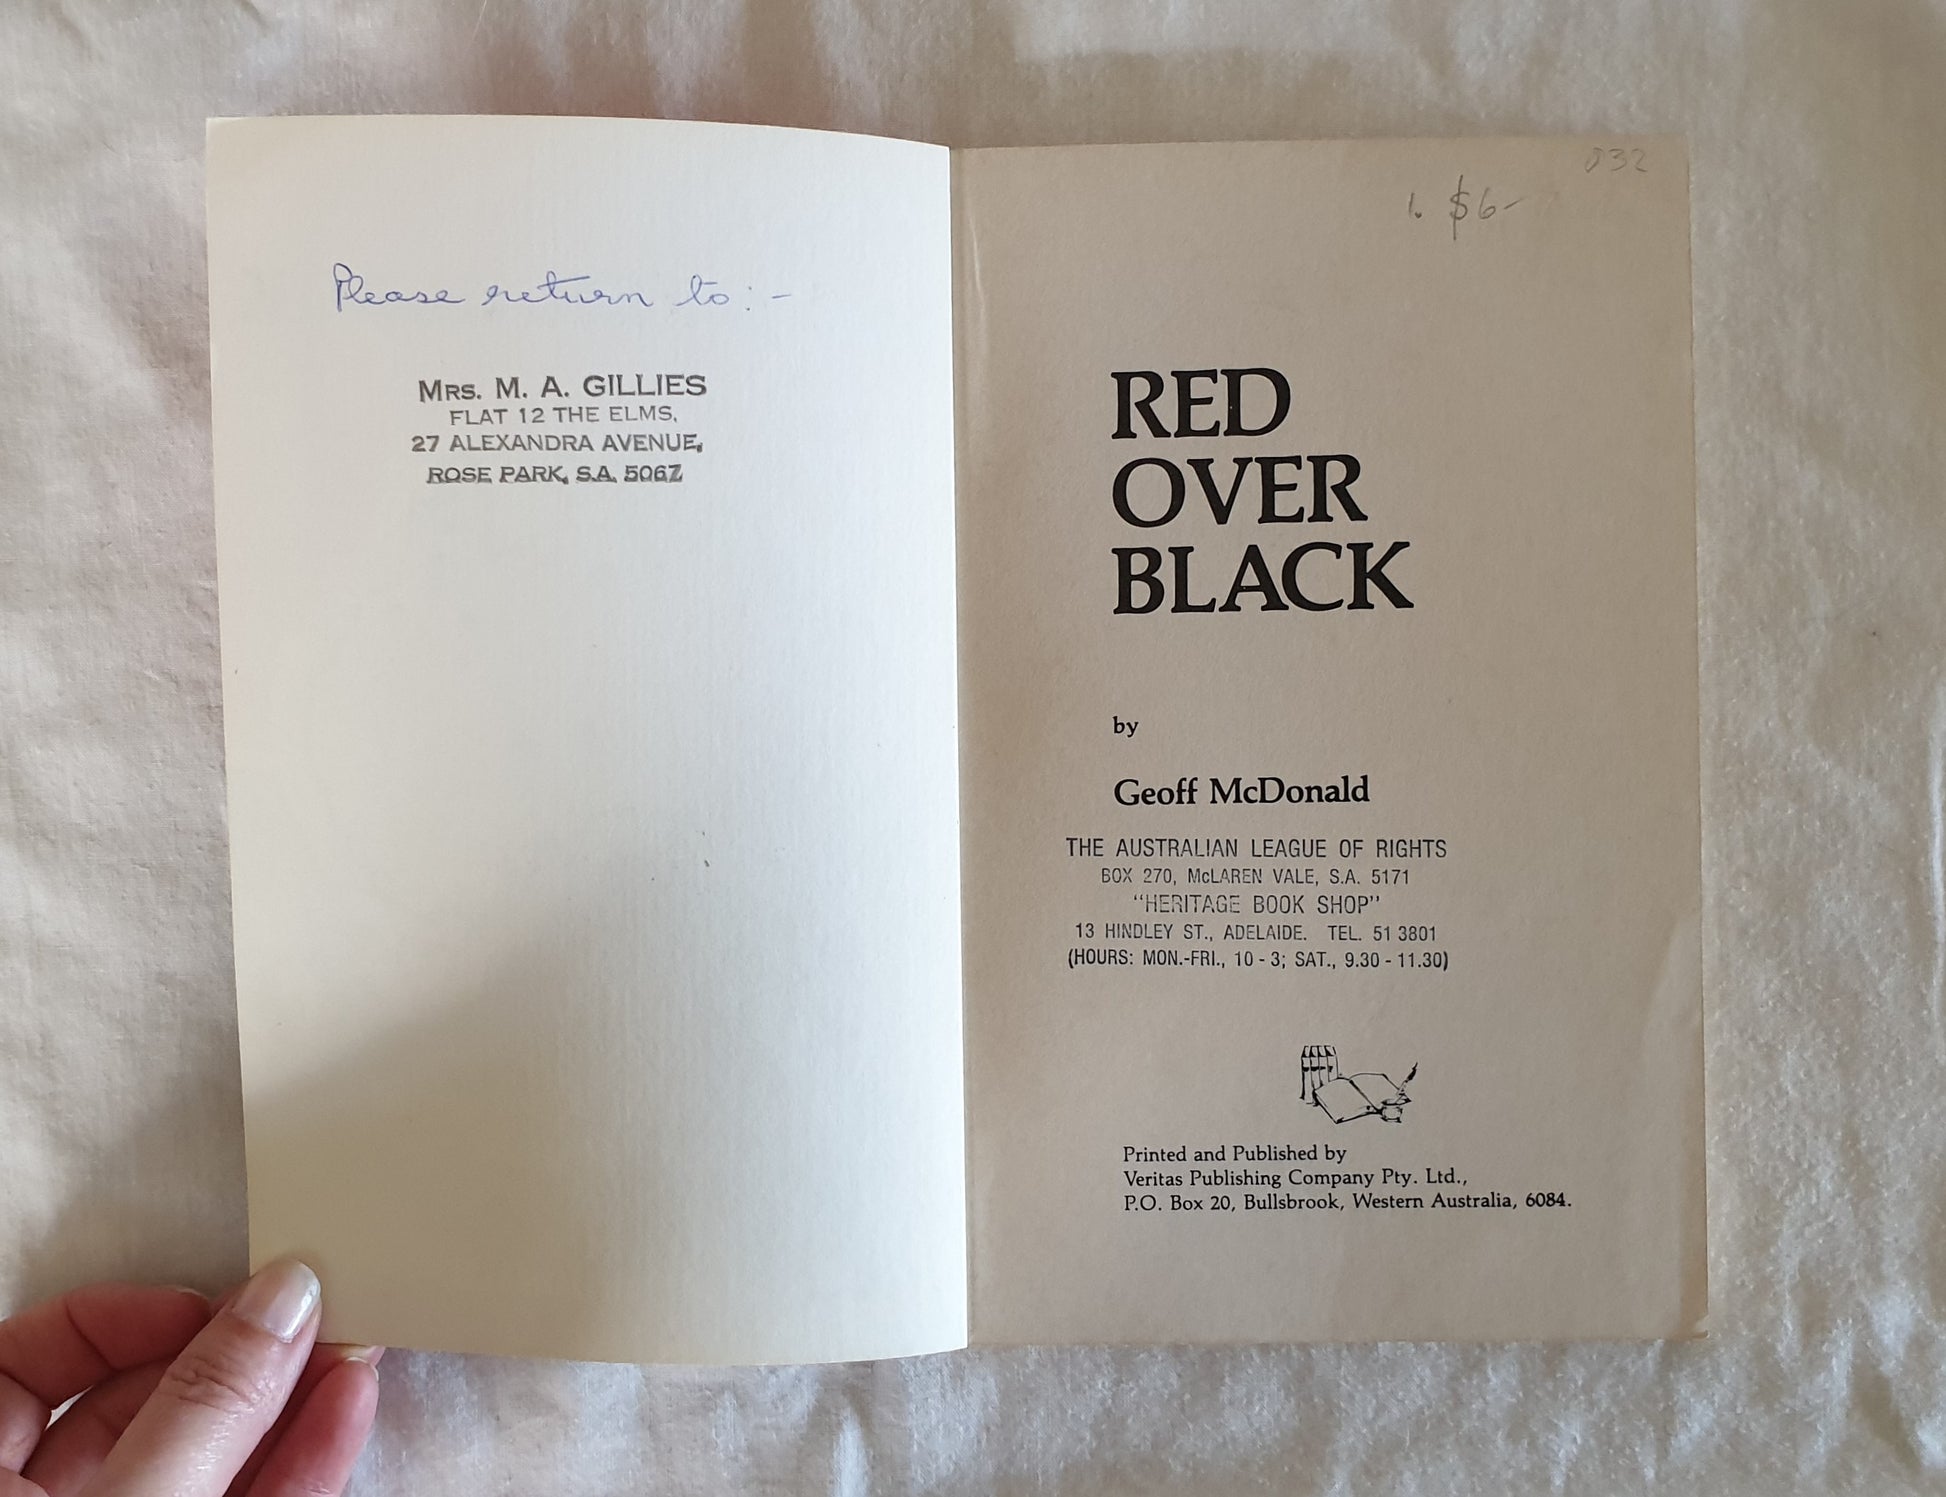 Please return to:-
MRS. M. A. GILLIES
FLAT 12 THE ELMS,
27 ALEXANDRA AVENUE,
ROSE PARK, S.A. 5067
032
1. $6-
RED
OVER
BLACK
by
Geoff McDonald
THE AUSTRALIAN LEAGUE OF RIGHTS
BOX 270, McLAREN VALE, S.A. 5171
"HERITAGE BOOK SHOP"
13 HINDLEY ST., ADELAIDE. TEL. 51 3801
(HOURS: MON.-FRI., 10 - 3; SAT., 9.30 - 11.30)
Printed and Published by
Veritas Publishing Company Pty. Ltd.,
P.O. Box 20, Bullsbrook, Western Australia, 6084.